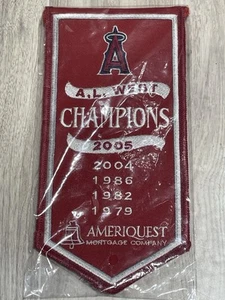 A
A.L. WEST
CHAMPIONS
2005
2004
1986
1982
1979
AMERIQUEST
MORTGAGE COMPANY